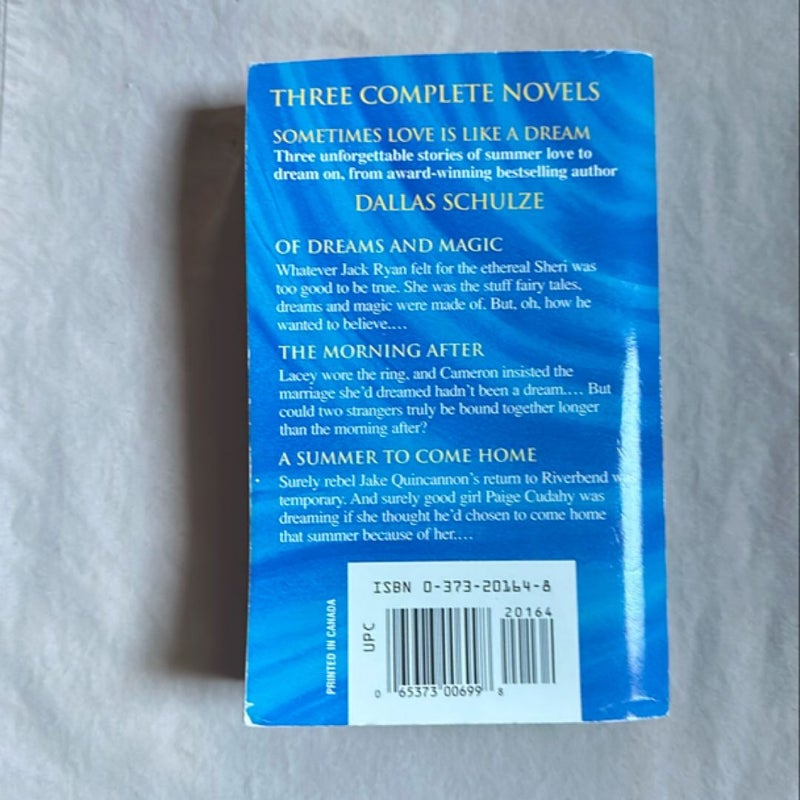 THREE COMPLETE NOVELS
SOMETIMES LOVE IS LIKE A DREAM
Three unforgettable stories of summer love to
dream on, from award-winning bestselling author
DALLAS SCHULZE
OF DREAMS AND MAGIC
Whatever Jack Ryan felt for the ethereal Sheri was
too good to be true. She was the stuff fairy tales,
dreams and magic were made of. But, oh, how he
wanted to believe....
THE MORNING AFTER
Lacey wore the ring, and Cameron insisted the
marriage she'd dreamed hadn't been a dream.... But
could two strangers truly be bound together longer
than the morning after?
A SUMMER TO COME HOME
Surely rebel Jake Quincannon's return to Riverbend
temporary. And surely good girl Paige Cudahy was
dreaming if she thought he'd chosen to come home
that summer because of her....
ISBN 0-373-20164-8
20164
UPC
0 65373 00699 8
PRINTED IN CANADA